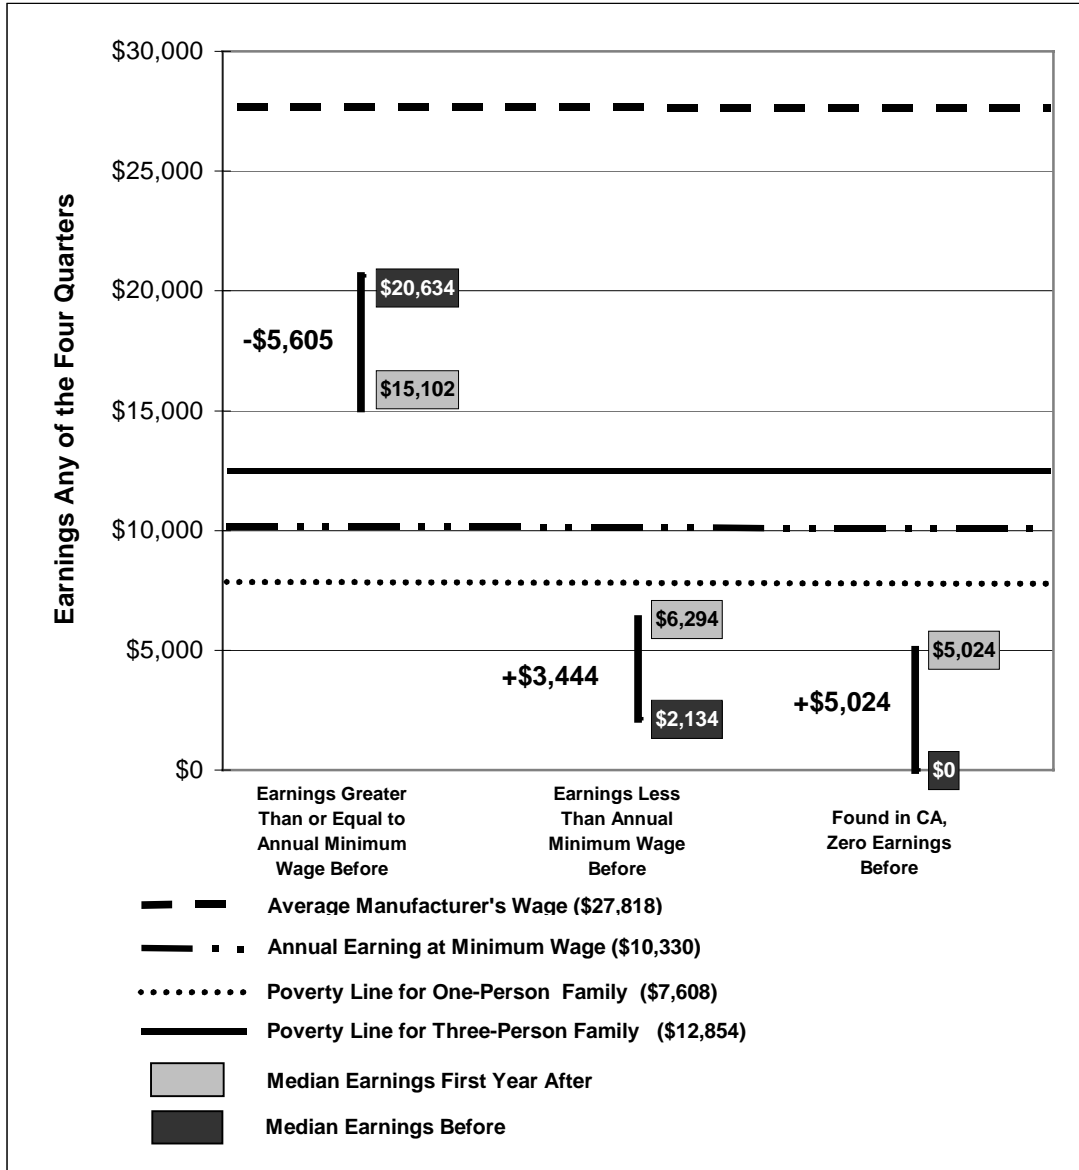 Earnings Any of the Four Quarters
$30,000
$25,000
$20,000
$15,000
$10,000
$5,000
$0
$20,634
-$5,605
$15,102
$6,294
+$3,444
$2,134
$5,024
+$5,024
$0
Earnings Greater
Than or Equal to
Annual Minimum
Wage Before
Earnings Less
Than Annual
Minimum Wage
Before
Found in CA,
Zero Earnings
Before
Average Manufacturer's Wage ($27,818)
Annual Earning at Minimum Wage ($10,330)
Poverty Line for One-Person Family ($7,608)
Poverty Line for Three-Person Family ($12,854)
Median Earnings First Year After
Median Earnings Before